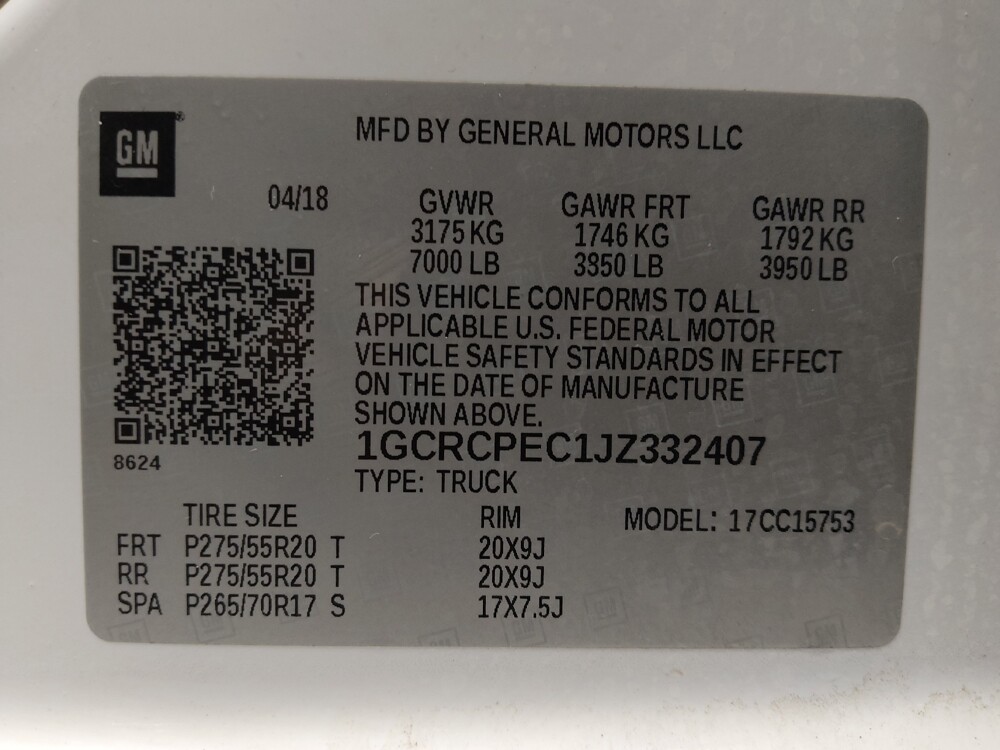 GM
MFD BY GENERAL MOTORS LLC
04/18
GVWR GAWR FRT GAWR RR
3175 KG 1746 KG 1792 KG
7000 LB 3850 LB 3950 LB
THIS VEHICLE CONFORMS TO ALL
APPLICABLE U.S. FEDERAL MOTOR
VEHICLE SAFETY STANDARDS IN EFFECT
ON THE DATE OF MANUFACTURE
SHOWN ABOVE.
8624
1GCRCPEC1JZ332407
TYPE: TRUCK
TIRE SIZE RIM MODEL: 17CC15753
FRT P275/55R20 T 20X9J
RR P275/55R20 T 20X9J
SPA P265/70R17 S 17X7.5J